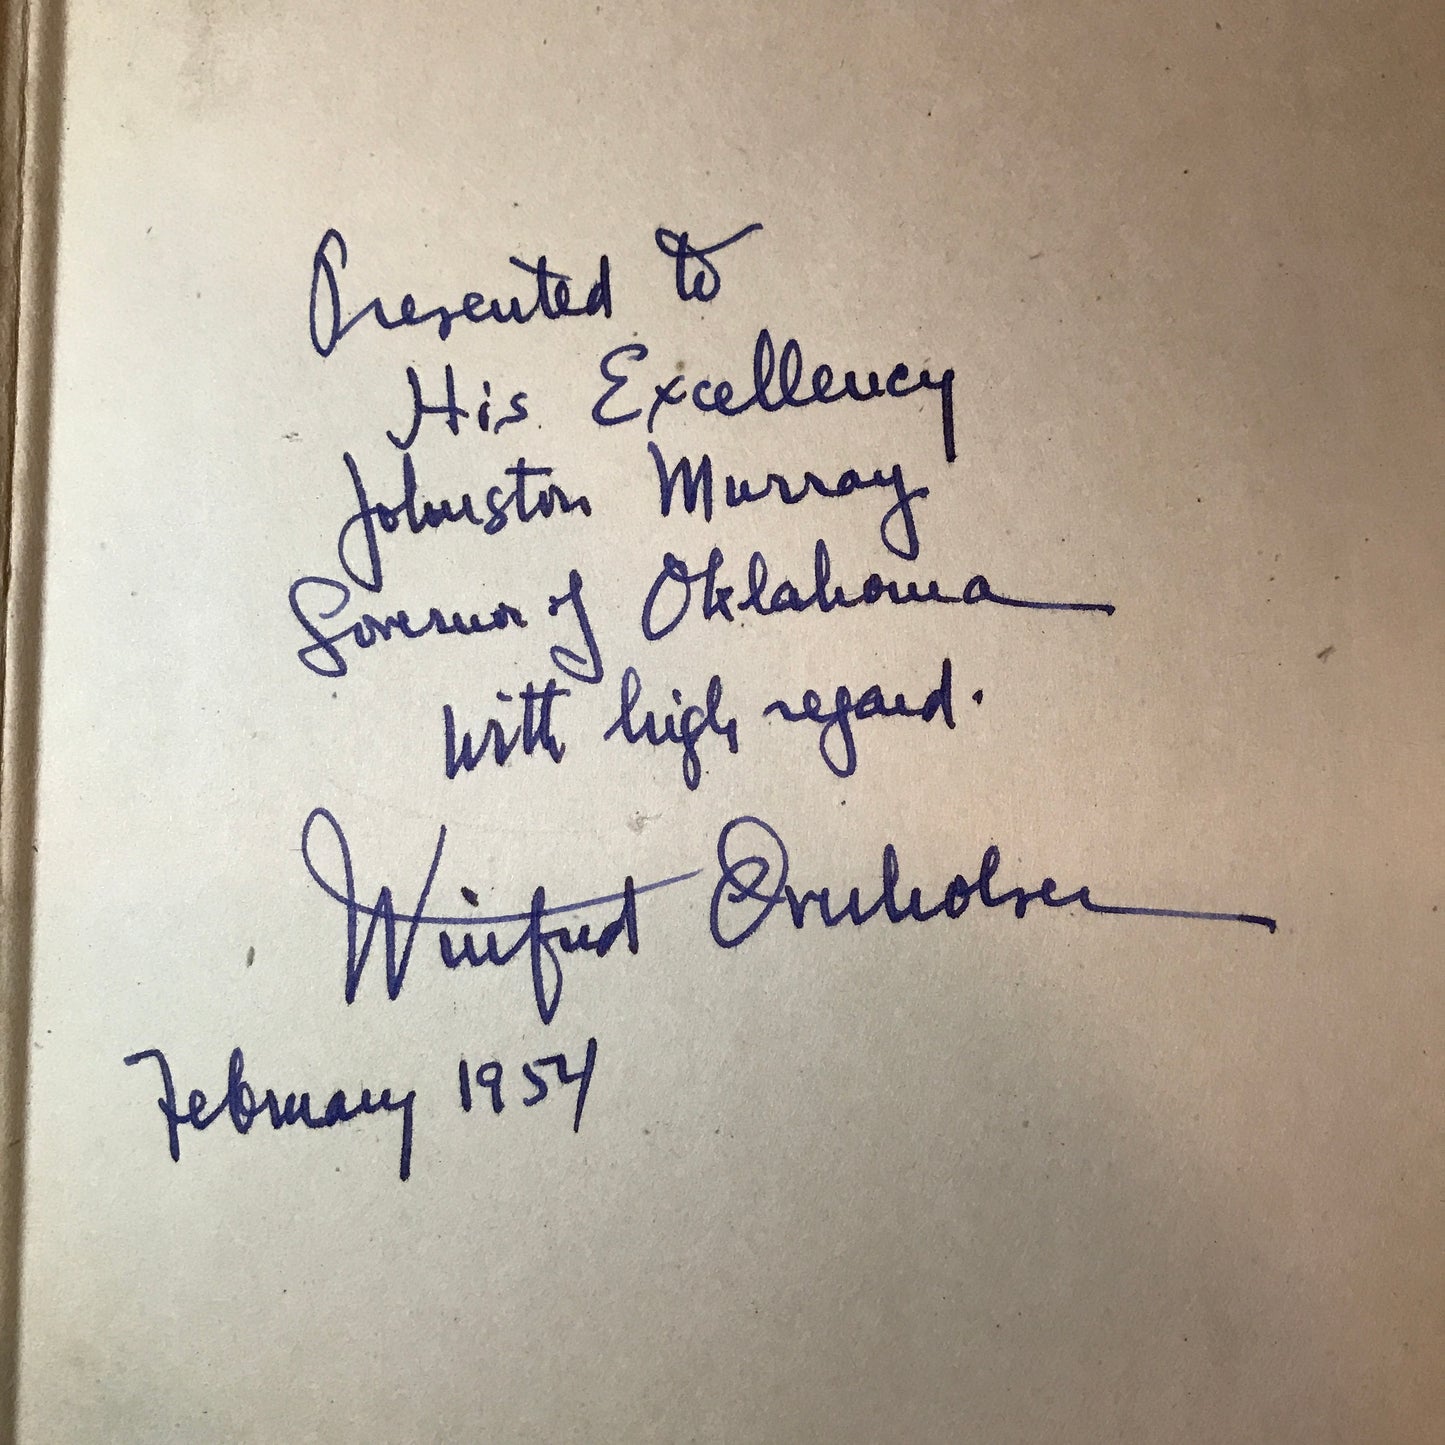 Presented to
His Excellency
Johnston Murray
Governor of Oklahoma
with high regard.
Winfred Overholser
February 1954